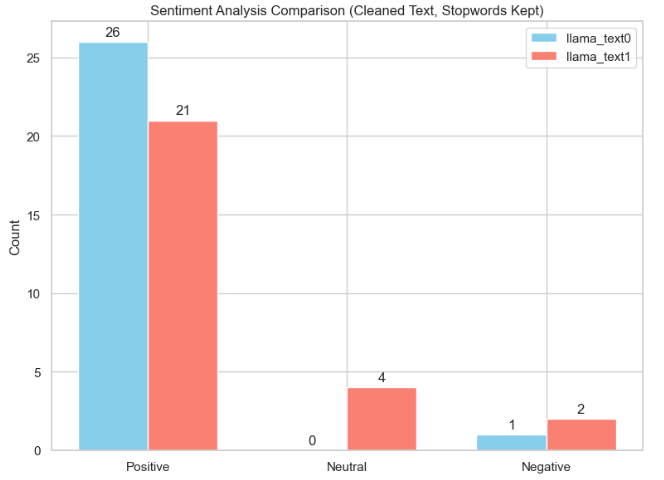 Sentiment Analysis Comparison (Cleaned Text, Stopwords Kept)
26
llama_text0
llama_text1
25
21
20
15
Count
10
5
4
2
1
0
0
Positive
Neutral
Negative